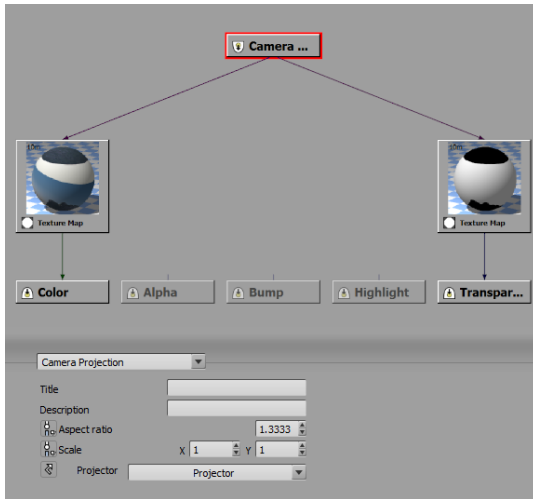 Camera ...
10m
10m
Texture Map
Texture Map
Color
Alpha
Bump
Highlight
Transpar...
Camera Projection
Title
Description
Aspect ratio 1.3333
Scale X 1 Y 1
Projector Projector